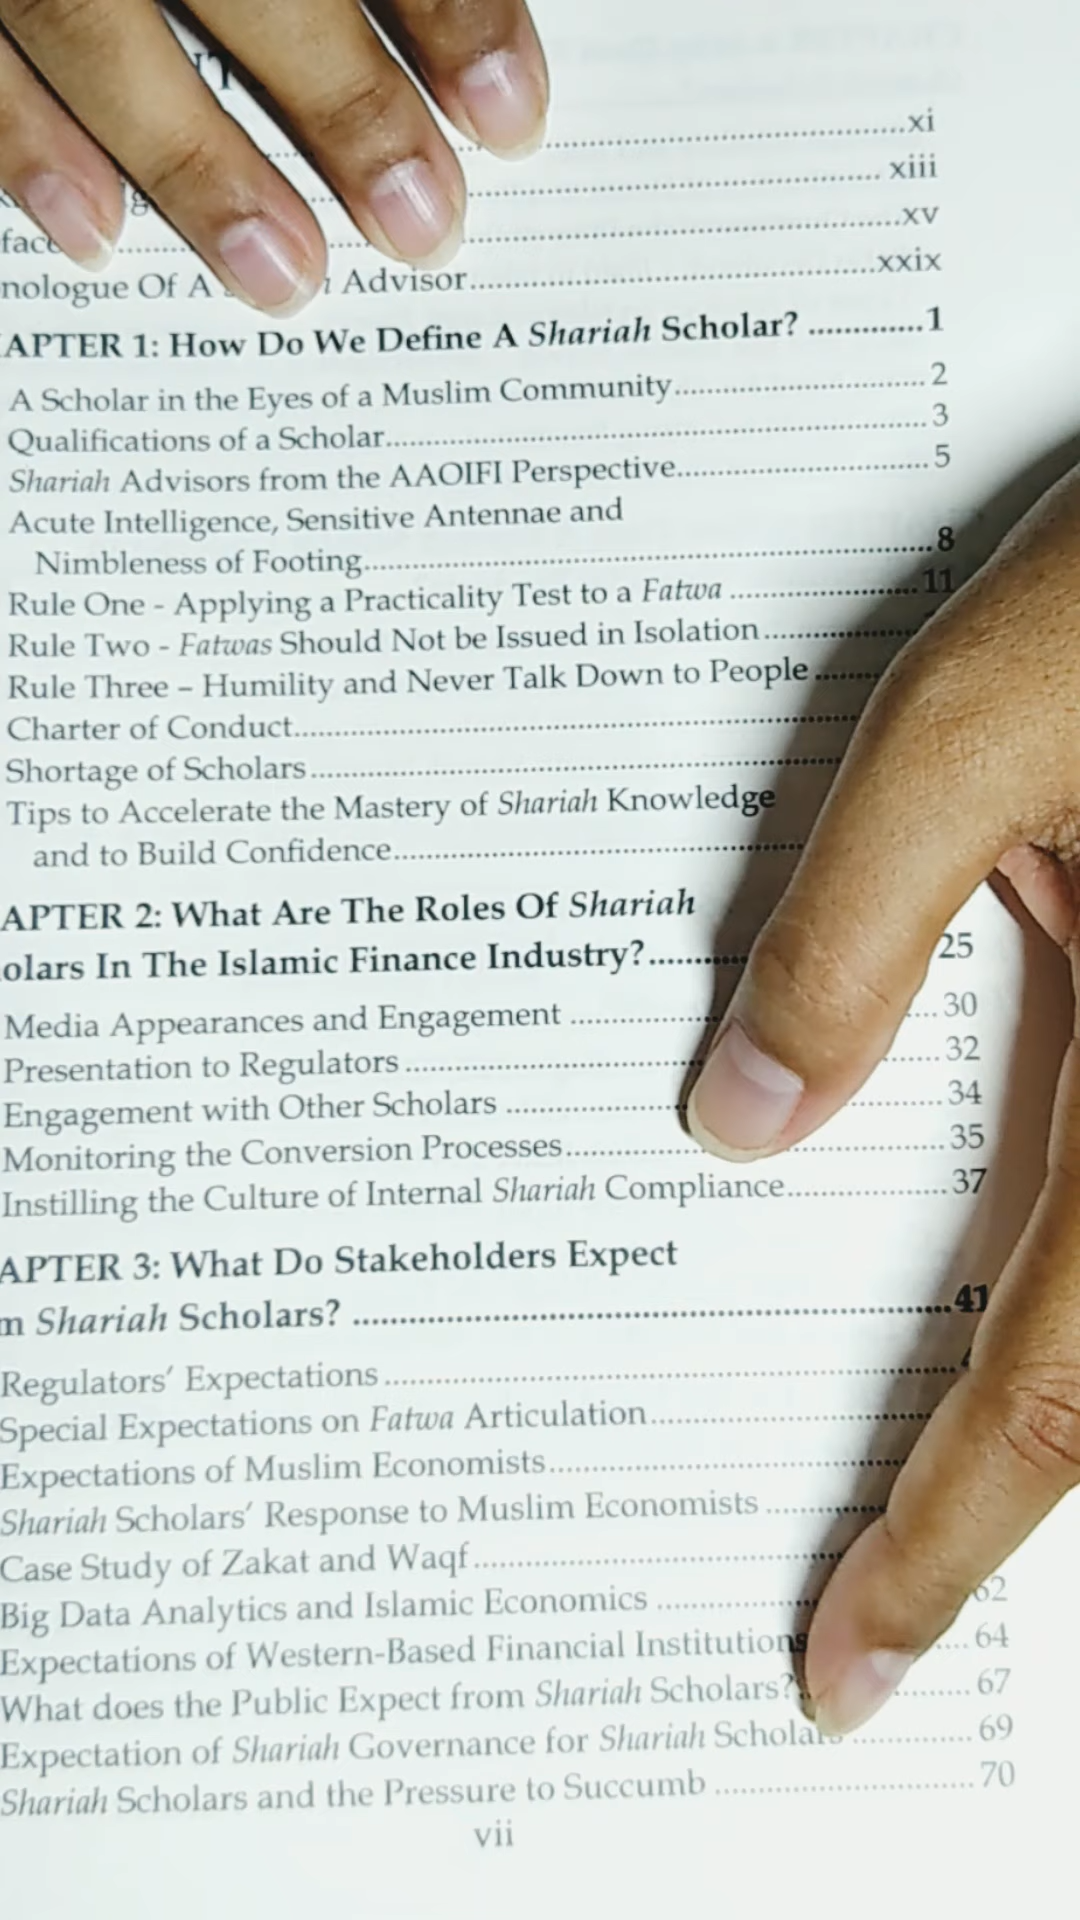 NT
xi
xiii
face ........ xv
nologue Of A Advisor ........ xxix
APTER 1: How Do We Define A Shariah Scholar? ............. 1
A Scholar in the Eyes of a Muslim Community ........ 2
Qualifications of a Scholar ........ 3
Shariah Advisors from the AAOIFI Perspective ........ 5
Acute Intelligence, Sensitive Antennae and
Nimbleness of Footing ........ 8
Rule One - Applying a Practicality Test to a Fatwa ........ 11
Rule Two - Fatwas Should Not be Issued in Isolation ........
Rule Three – Humility and Never Talk Down to People ........
Charter of Conduct ........
Shortage of Scholars ........
Tips to Accelerate the Mastery of Shariah Knowledge
and to Build Confidence ........
APTER 2: What Are The Roles Of Shariah
olars In The Islamic Finance Industry? ........ 25
Media Appearances and Engagement ........ 30
Presentation to Regulators ........ 32
Engagement with Other Scholars ........ 34
Monitoring the Conversion Processes ........ 35
Instilling the Culture of Internal Shariah Compliance ........ 37
APTER 3: What Do Stakeholders Expect
m Shariah Scholars? ........ 41
Regulators' Expectations ........
Special Expectations on Fatwa Articulation ........
Expectations of Muslim Economists ........
Shariah Scholars' Response to Muslim Economists ........
Case Study of Zakat and Waqf ........
Big Data Analytics and Islamic Economics ........ 62
Expectations of Western-Based Financial Institutions ........ 64
What does the Public Expect from Shariah Scholars? ........ 67
Expectation of Shariah Governance for Shariah Scholars ........ 69
Shariah Scholars and the Pressure to Succumb ........ 70
vii